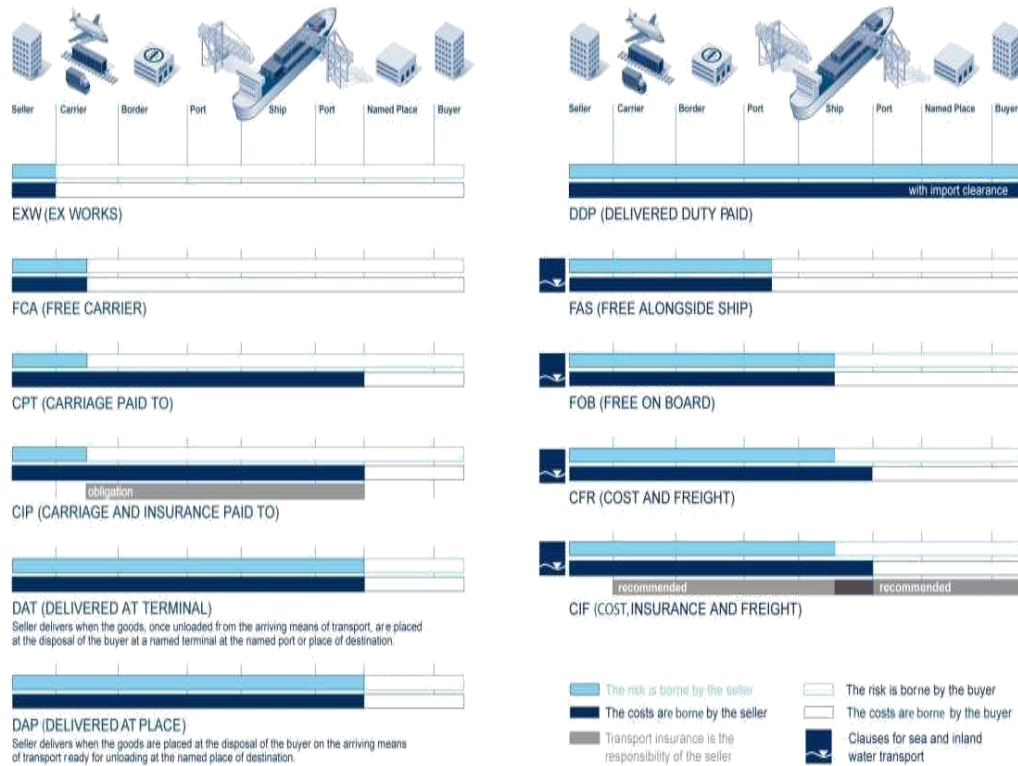 Seller Carrier Border Port Ship Port Named Place Buyer
EXW (EX WORKS)
FCA (FREE CARRIER)
CPT (CARRIAGE PAID TO)
obligation
CIP (CARRIAGE AND INSURANCE PAID TO)
DAT (DELIVERED AT TERMINAL)
Seller delivers when the goods, once unloaded from the arriving means of transport, are placed
at the disposal of the buyer at a named terminal at the named port or place of destination.
DAP (DELIVERED AT PLACE)
Seller delivers when the goods are placed at the disposal of the buyer on the arriving means
of transport ready for unloading at the named place of destination.
Seller Carrier Border Port Ship Port Named Place Buyer
with import clearance
DDP (DELIVERED DUTY PAID)
FAS (FREE ALONGSIDE SHIP)
FOB (FREE ON BOARD)
CFR (COST AND FREIGHT)
recommended recommended
CIF (COST, INSURANCE AND FREIGHT)
The risk is borne by the seller
The costs are borne by the seller
Transport insurance is the
responsibility of the seller
The risk is borne by the buyer
The costs are borne by the buyer
Clauses for sea and inland
water transport